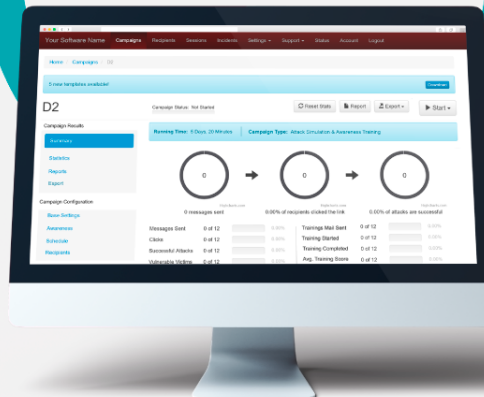 Your Software Name Campaigns Recipients Sessions Incidents Settings Support Status Account Logout
Home Campaigns D2
5 new templates available! Download
D2 Campaign Status: Not Started Reset Stats Report Export Start
Campaign Results
Summary
Running Time: 5 Days, 20 Minutes Campaign Type: Attack Simulation & Awareness Training
Statistics
Reports
Export
0 0 0
0 messages sent 0.00% of recipients clicked the link 0.00% of attacks are successful
Campaign Configuration
Base Settings
Awareness
Schedule
Recipients
Messages Sent 0 of 12 0.00% Trainings Mail Sent 0 of 12 0.00%
Clicks 0 of 12 0.00% Training Started 0 of 12 0.00%
Successful Attacks 0 of 12 0.00% Training Completed 0 of 12 0.00%
Vulnerable Victims 0 of 12 0.00% Avg. Training Score 0 of 12 0.00%